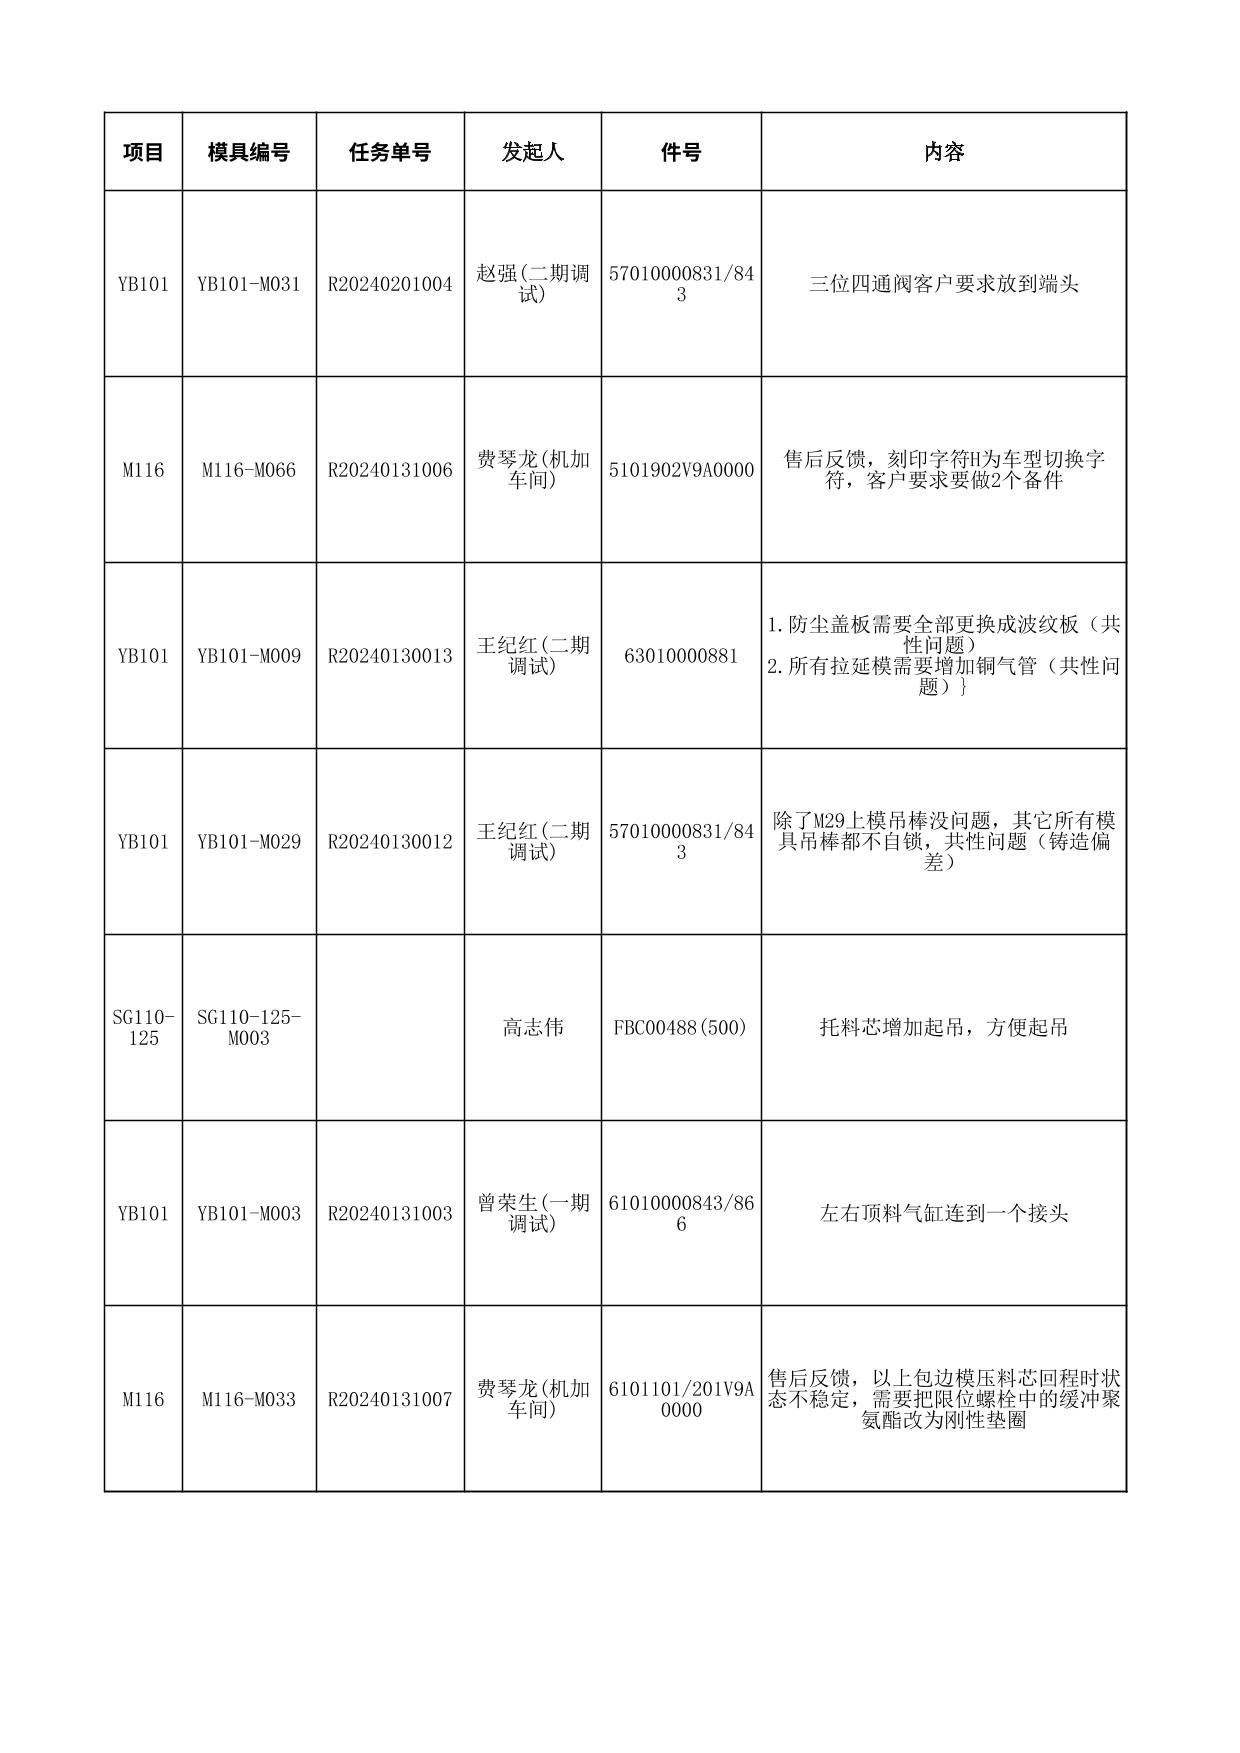 项目 模具编号 任务单号 发起人 件号 内容
YB101 YB101-M031 R20240201004 赵强(二期调
试) 57010000831/84
3 三位四通阀客户要求放到端头
M116 M116-M066 R20240131006 费琴龙(机加
车间) 5101902V9A0000 售后反馈，刻印字符H为车型切换字
符，客户要求要做2个备件
YB101 YB101-M009 R20240130013 王纪红(二期
调试) 63010000881 1.防尘盖板需要全部更换成波纹板（共
性问题）
2.所有拉延模需要增加铜气管（共性问
题）}
YB101 YB101-M029 R20240130012 王纪红(二期
调试) 57010000831/84
3 除了M29上模吊棒没问题，其它所有模
具吊棒都不自锁，共性问题（铸造偏
差）
SG110-
125 SG110-125-
M003 高志伟 FBC00488(500) 托料芯增加起吊，方便起吊
YB101 YB101-M003 R20240131003 曾荣生(一期
调试) 61010000843/86
6 左右顶料气缸连到一个接头
M116 M116-M033 R20240131007 费琴龙(机加
车间) 6101101/201V9A
0000 售后反馈，以上包边模压料芯回程时状
态不稳定，需要把限位螺栓中的缓冲聚
氨酯改为刚性垫圈